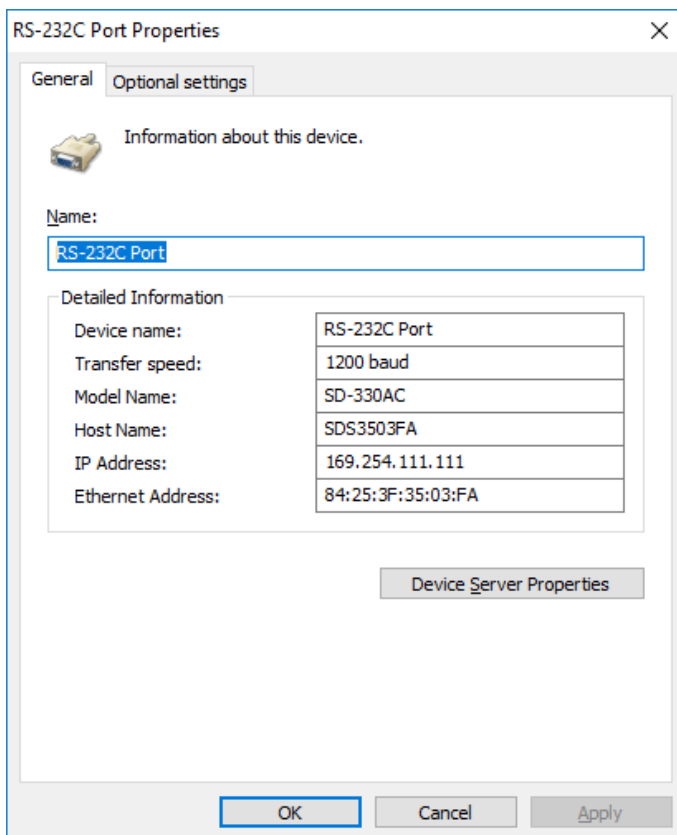 RS-232C Port Properties
General
Optional settings
Information about this device.
Name:
RS-232C Port
Detailed Information
Device name: RS-232C Port
Transfer speed: 1200 baud
Model Name: SD-330AC
Host Name: SDS3503FA
IP Address: 169.254.111.111
Ethernet Address: 84:25:3F:35:03:FA
Device Server Properties
OK Cancel Apply